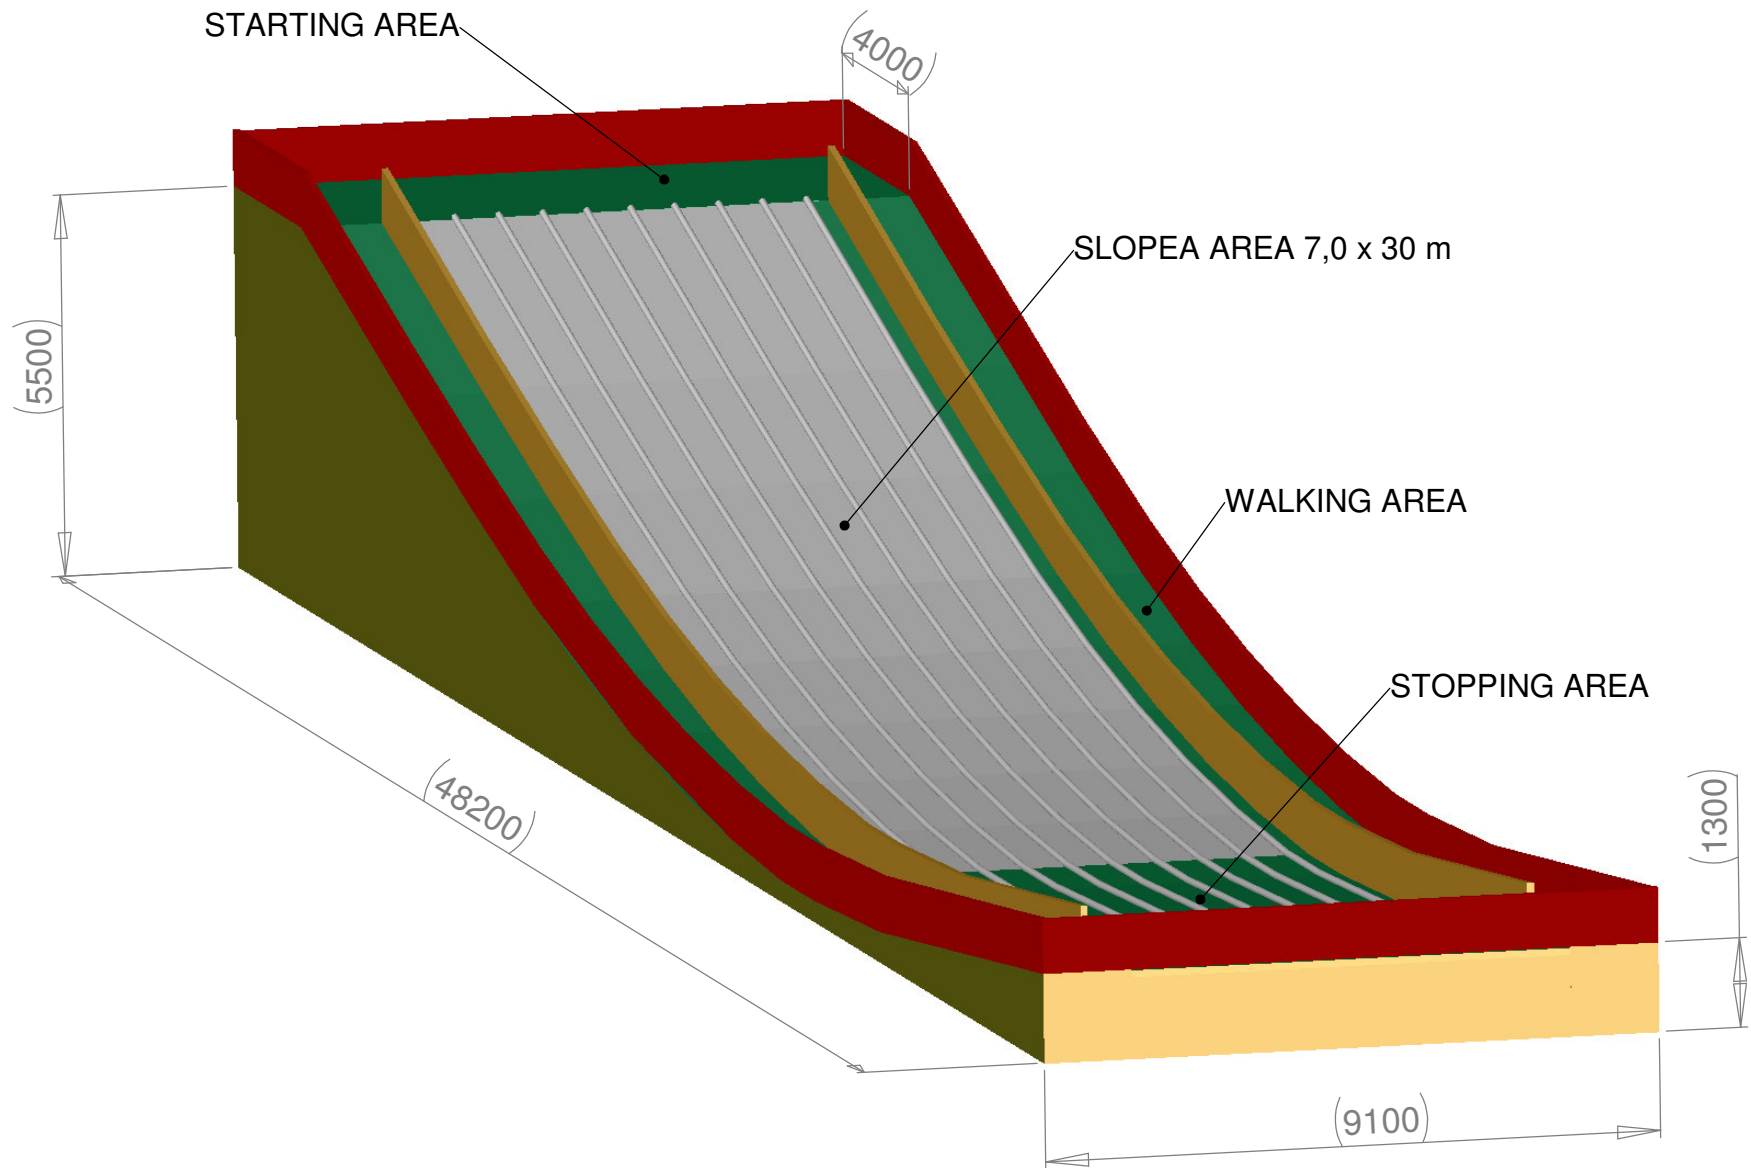 STARTING AREA
(4000)
SLOPEA AREA 7,0 x 30 m
(5500)
WALKING AREA
STOPPING AREA
(48200)
(1300)
(9100)